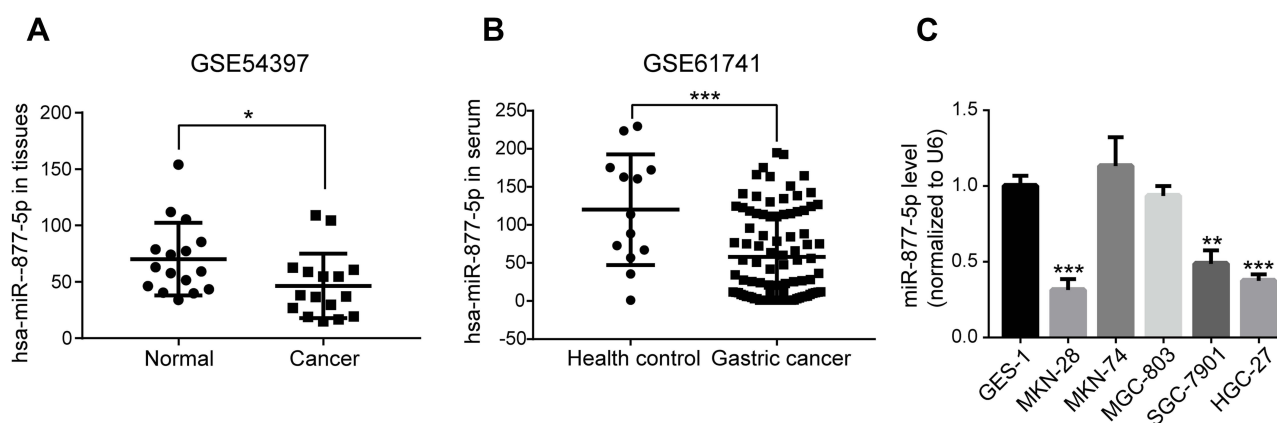 A
GSE54397
hsa-miR--877-5p in tissues
200
150
100
50
0
*
Normal
Cancer
B
GSE61741
hsa-miR-877-5p in serum
250
200
150
100
50
0
-50
***
Health control
Gastric cancer
C
miR-877-5p level
(normalized to U6)
1.5
1.0
0.5
0.0
***
**
***
GES-1
MKN-28
MKN-74
MGC-803
SGC-7901
HGC-27